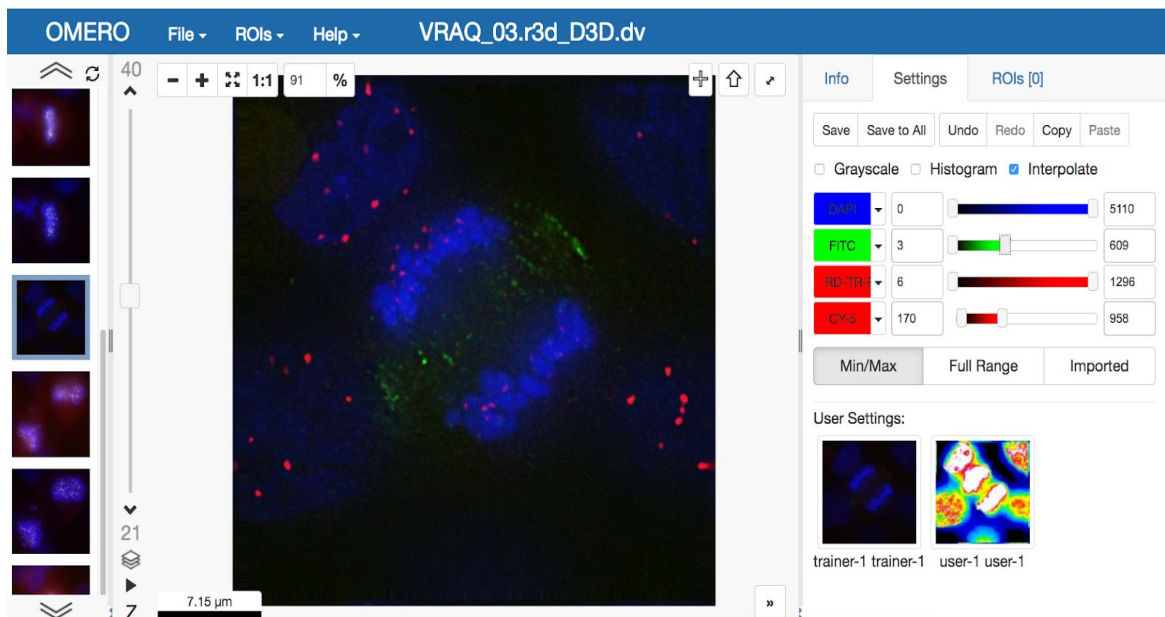 OMERO File ROIs Help VRAQ_03.r3d_D3D.dv
40
- + 1:1 91 %
Info Settings ROIs [0]
Save Save to All Undo Redo Copy Paste
Grayscale Histogram Interpolate
DAPI 0 5110
FITC 3 609
RD-TR- 6 1296
CY-5 170 958
Min/Max Full Range Imported
User Settings:
trainer-1 trainer-1 user-1 user-1
21
Z
7.15 µm
»